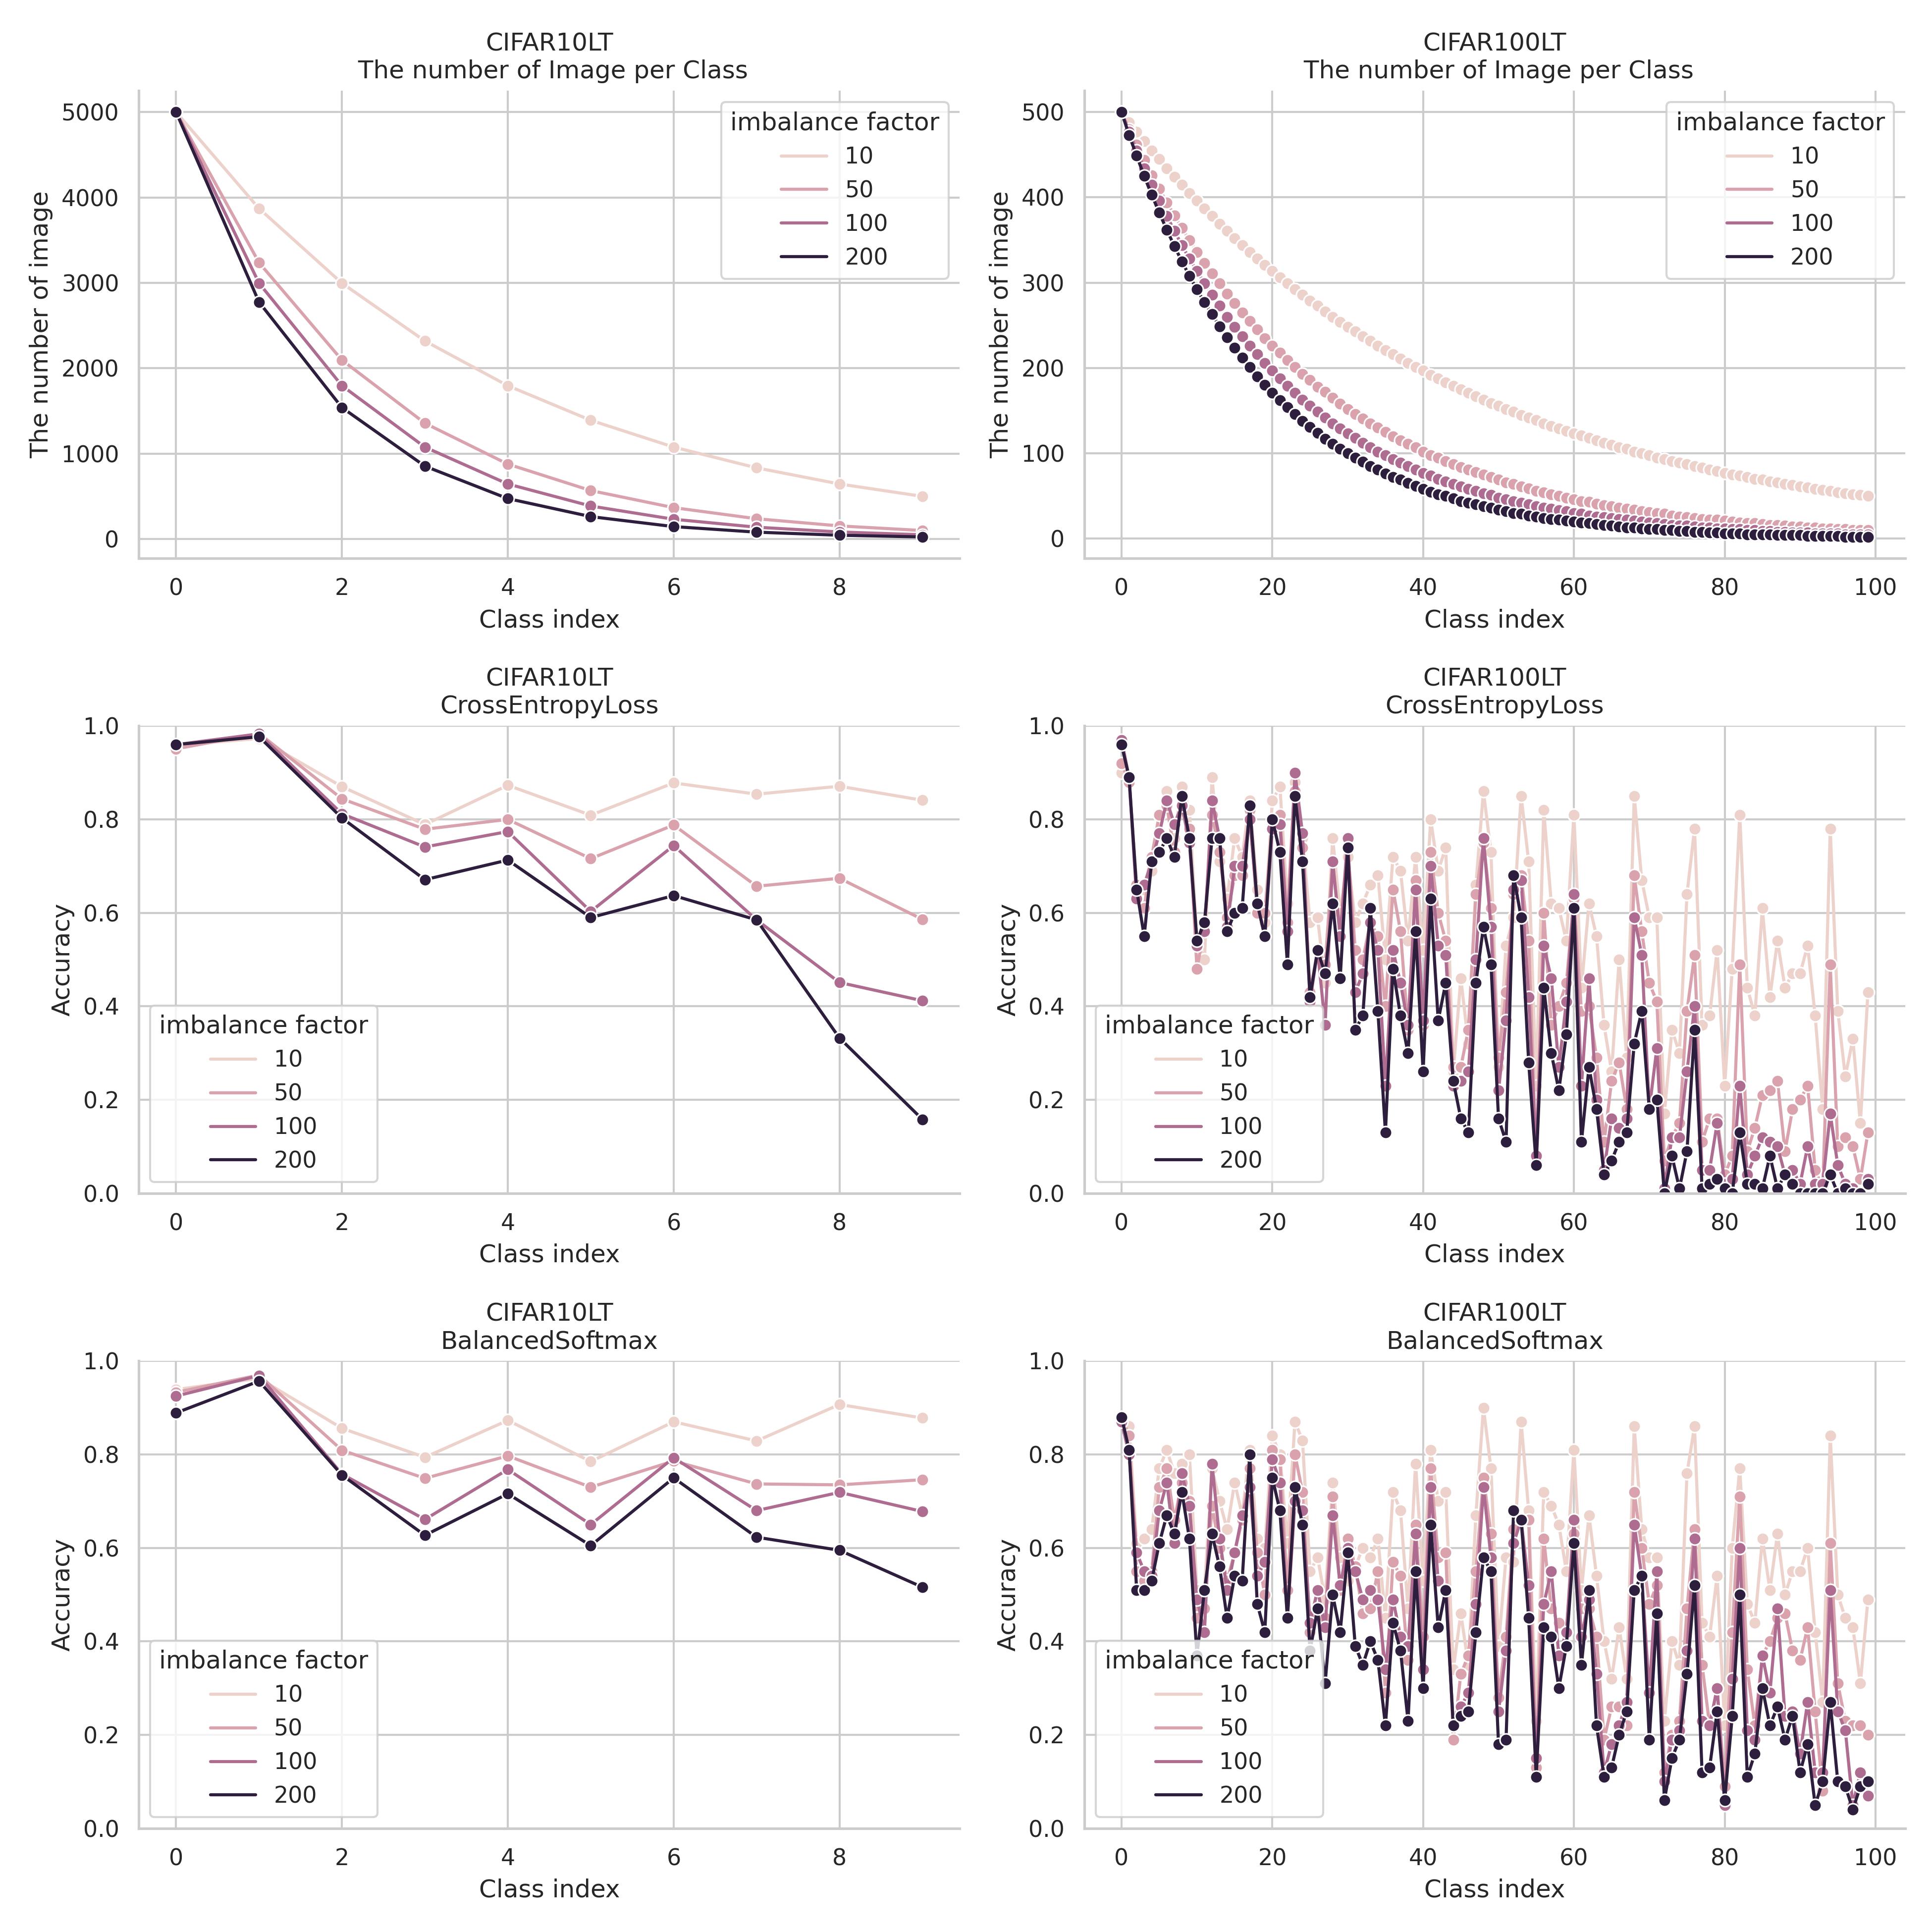 CIFAR10LT
The number of Image per Class
The number of image
5000
4000
3000
2000
1000
0
imbalance factor
10
50
100
200
0 2 4 6 8
Class index
CIFAR100LT
The number of Image per Class
The number of image
500
400
300
200
100
0
imbalance factor
10
50
100
200
0 20 40 60 80 100
Class index
CIFAR10LT
CrossEntropyLoss
Accuracy
1.0
0.8
0.6
0.4
0.2
0.0
imbalance factor
10
50
100
200
0 2 4 6 8
Class index
CIFAR100LT
CrossEntropyLoss
Accuracy
1.0
0.8
0.6
0.4
0.2
0.0
imbalance factor
10
50
100
200
0 20 40 60 80 100
Class index
CIFAR10LT
BalancedSoftmax
Accuracy
1.0
0.8
0.6
0.4
0.2
0.0
imbalance factor
10
50
100
200
0 2 4 6 8
Class index
CIFAR100LT
BalancedSoftmax
Accuracy
1.0
0.8
0.6
0.4
0.2
0.0
imbalance factor
10
50
100
200
0 20 40 60 80 100
Class index